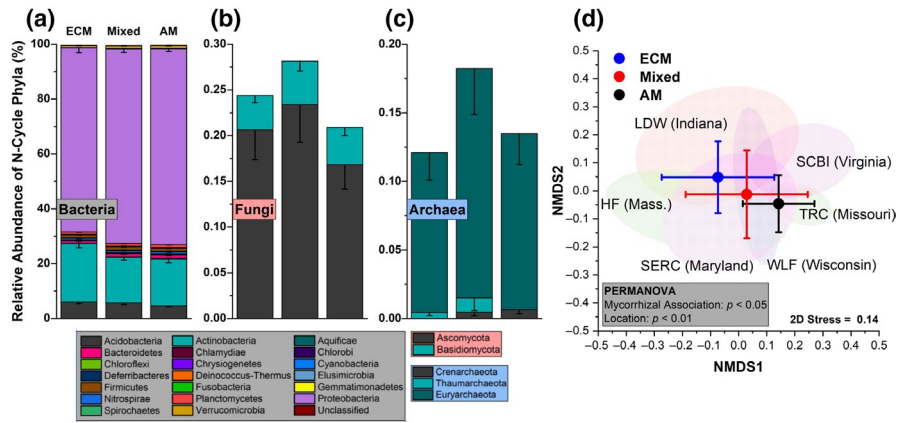 (a)
ECM Mixed AM
Relative Abundance of N-Cycle Phyla (%)
100
80
60
40
20
0
Bacteria
(b)
0.30
0.25
0.20
0.15
0.10
0.05
0.00
Fungi
(c)
0.20
0.15
0.10
0.05
0.00
Archaea
Acidobacteria Actinobacteria Aquificae
Bacteroidetes Chlamydiae Chlorobi
Chloroflexi Chrysiogenetes Cyanobacteria
Deferribacteres Deinococcus-Thermus Elusimicrobia
Firmicutes Fusobacteria Gemmatimonadetes
Nitrospirae Planctomycetes Proteobacteria
Spirochaetes Verrucomicrobia Unclassified
Ascomycota
Basidiomycota
Crenarchaeota
Thaumarchaeota
Euryarchaeota
(d)
ECM
Mixed
AM
NMDS2
0.5
0.4
0.3
0.2
0.1
0.0
-0.1
-0.2
-0.3
-0.4
-0.5
LDW (Indiana)
SCBI (Virginia)
HF (Mass.)
TRC (Missouri)
SERC (Maryland)
WLF (Wisconsin)
PERMANOVA
Mycorrhizal Association: p < 0.05
Location: p < 0.01
2D Stress = 0.14
-0.5 -0.4 -0.3 -0.2 -0.1 0.0 0.1 0.2 0.3 0.4 0.5
NMDS1